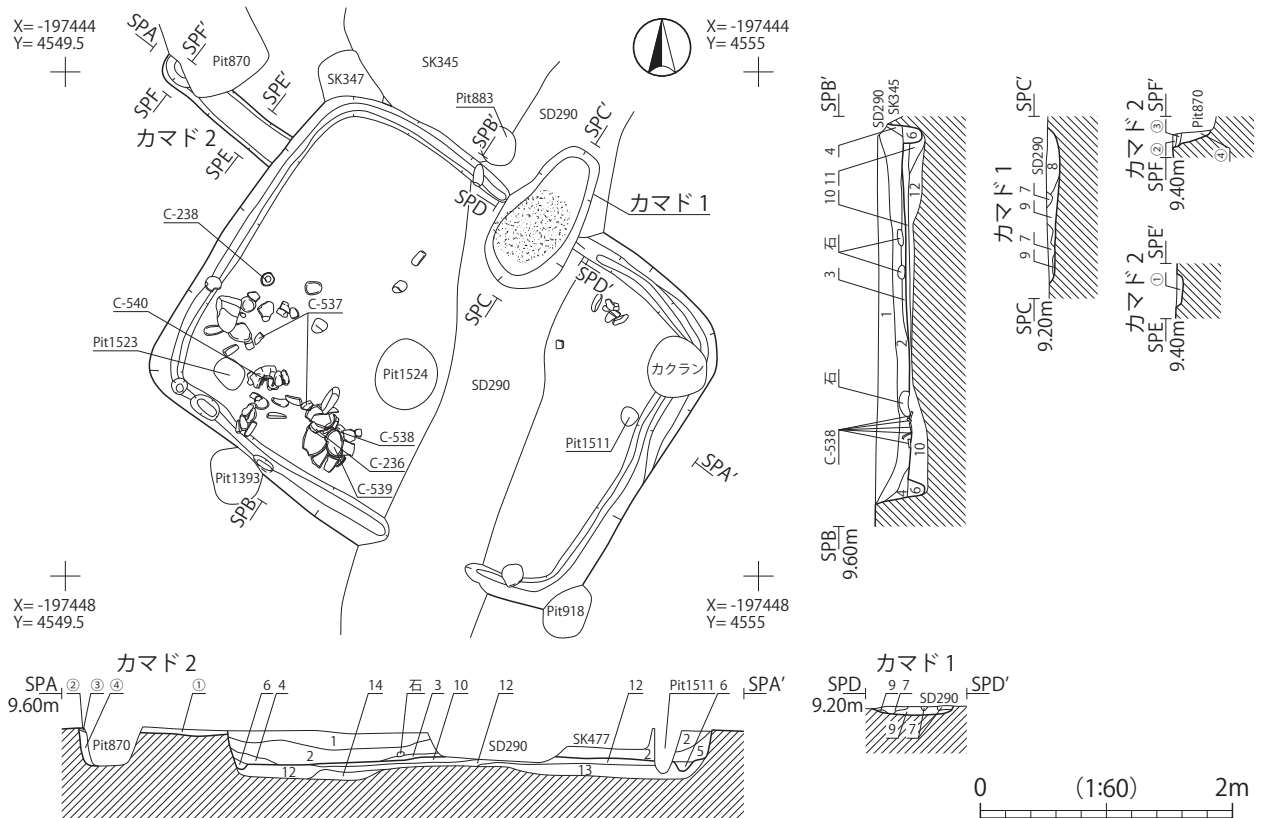 X= -197444
Y= 4549.5
X= -197444
Y= 4555
SPA
SPF′
Pit870
SPE′
SK347
SK345
Pit883
SD290
SPB′
SPC′
SPF
カマド 2
SPE
SPD
カマド 1
C-238
SPD′
C-537
SPC
C-540
Pit1523
Pit1524
SD290
カクラン
Pit1511
C-538
C-236
C-539
Pit1393
SPB
SPA′
Pit918
X= -197448
Y= 4549.5
X= -197448
Y= 4555
SPB′
SD290
SK345
4
6
10 11
12
石
3
1
2
石
C-538
10
4
6
SPB
9.60m
SPC′
SD290
8
カマド 1
9 7
9 7
SPC
9.20m
SPF′
Pit870
カマド 2
② ③
④
SPF
9.40m
SPE′
カマド 2
①
SPE
9.40m
カマド 2
SPA
9.60m
② ③ ④
①
6 4
14
石
3
10
12
12
Pit1511
6
SPA′
Pit870
1
2
SD290
SK477
2
2
5
12
13
カマド 1
SPD
9.20m
9 7
SD290
SPD′
9
7
0
(1:60)
2m